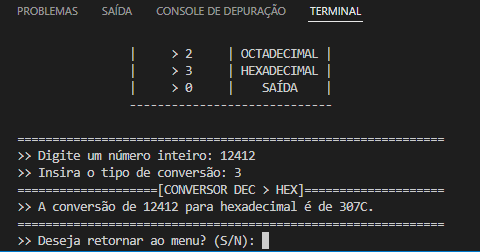 PROBLEMAS SAÍDA CONSOLE DE DEPURAÇÃO TERMINAL
| > 2 | OCTADECIMAL |
| > 3 | HEXADECIMAL |
| > 0 | SAÍDA |
-----------------------------
=============================================================
>> Digite um número inteiro: 12412
>> Insira o tipo de conversão: 3
====================[CONVERSOR DEC > HEX]====================
>> A conversão de 12412 para hexadecimal é de 307C.
=============================================================
>> Deseja retornar ao menu? (S/N):